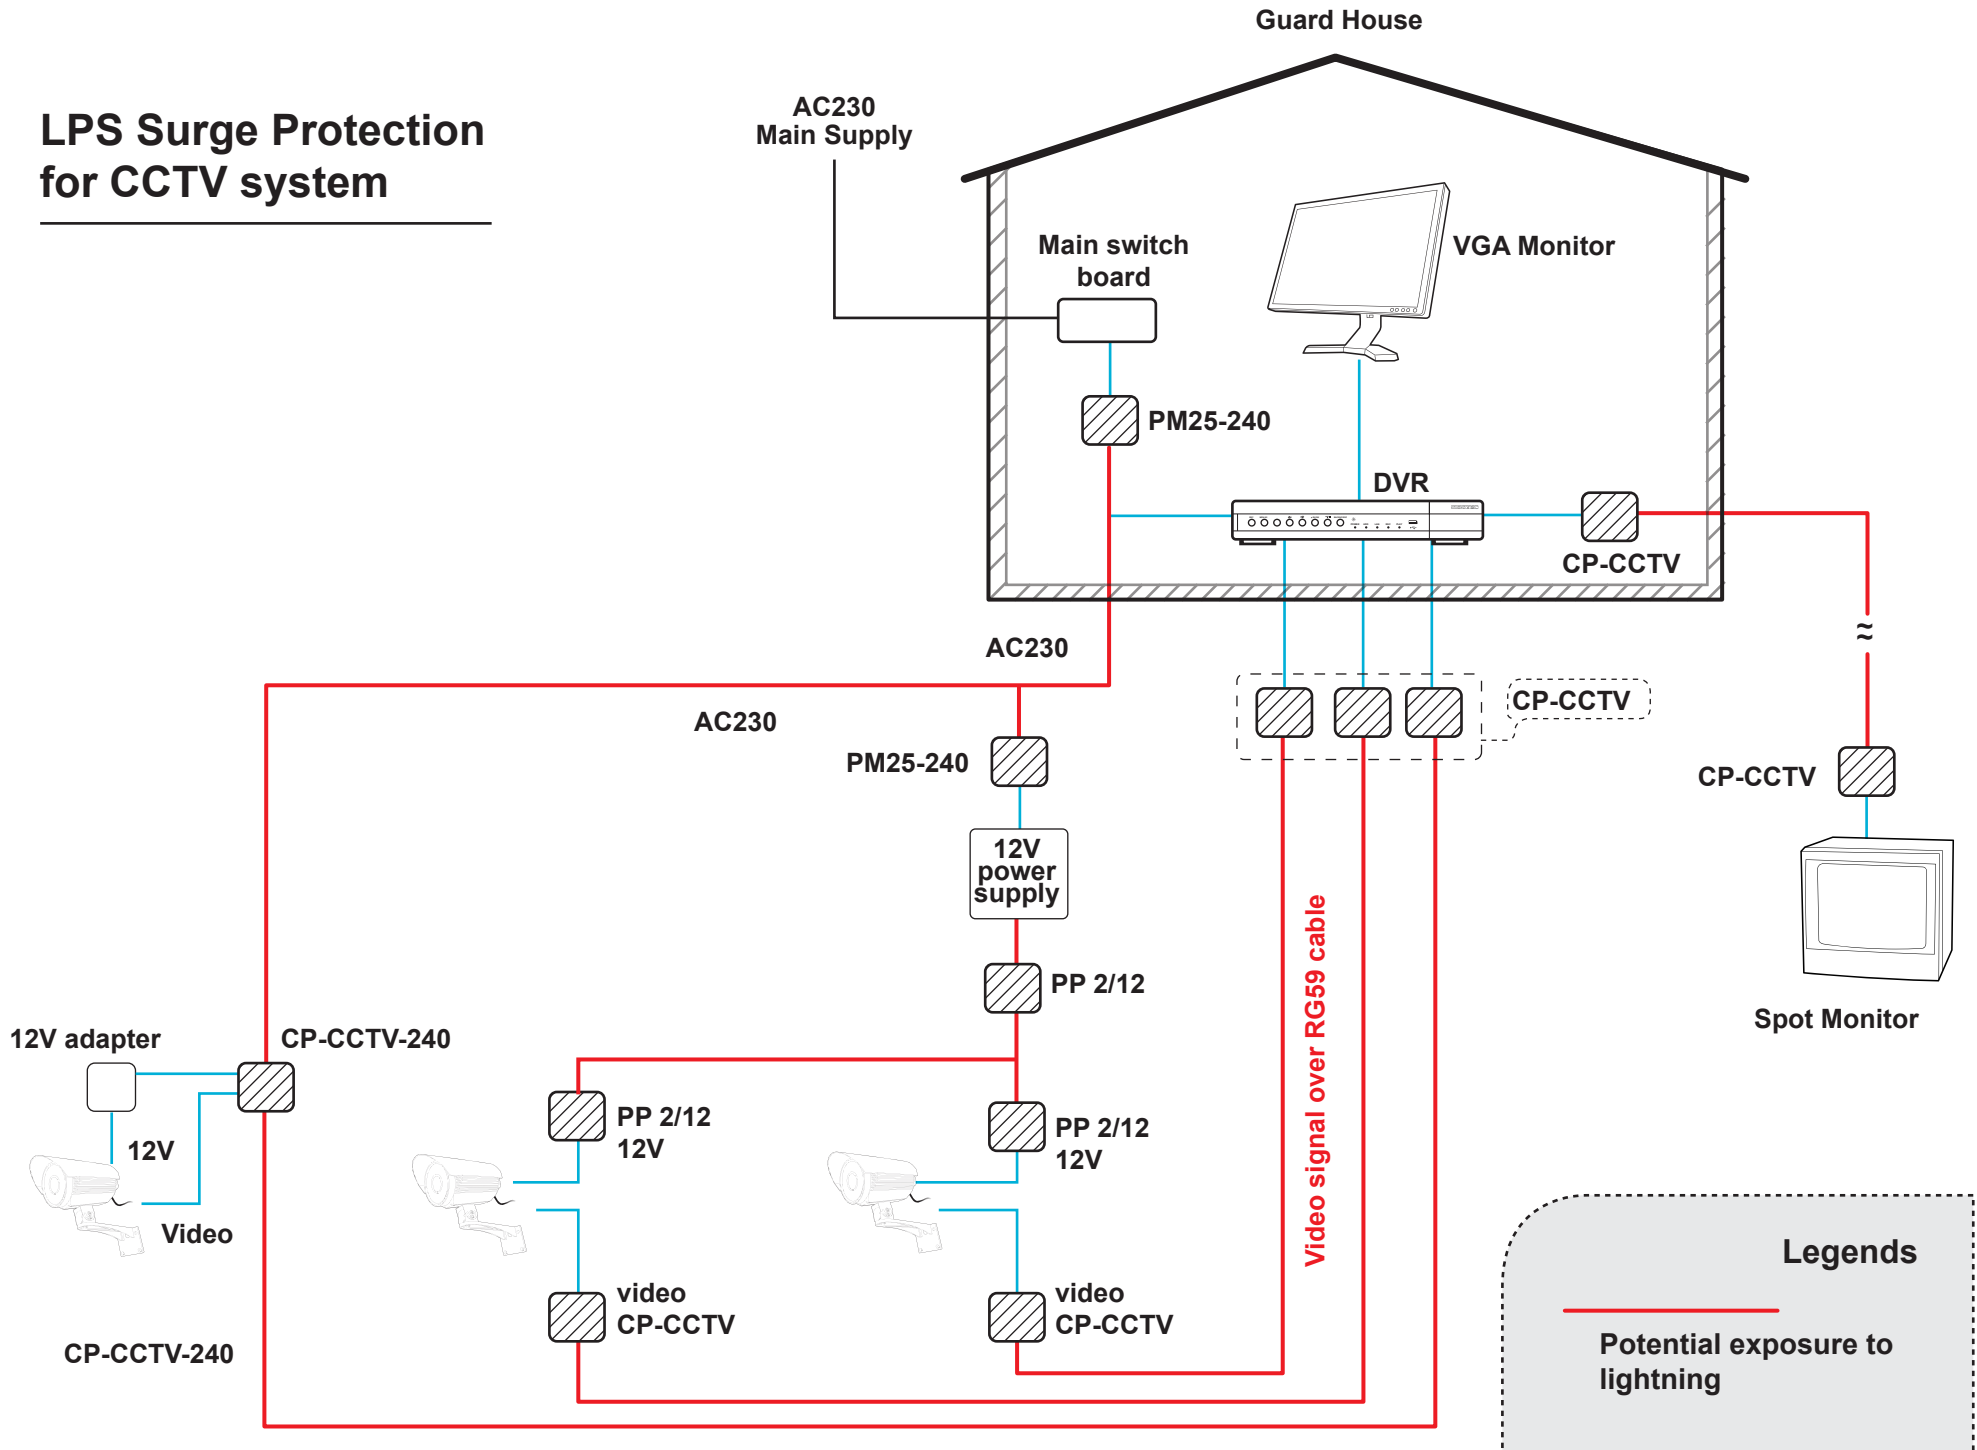 Guard House
LPS Surge Protection
for CCTV system
AC230
Main Supply
Main switch
board
VGA Monitor
PM25-240
DVR
CP-CCTV
AC230
AC230
CP-CCTV
PM25-240
CP-CCTV
12V
power
supply
PP 2/12
Video signal over RG59 cable
Spot Monitor
12V adapter
CP-CCTV-240
PP 2/12
12V
PP 2/12
12V
12V
Video
video
CP-CCTV
video
CP-CCTV
CP-CCTV-240
Legends
Potential exposure to
lightning